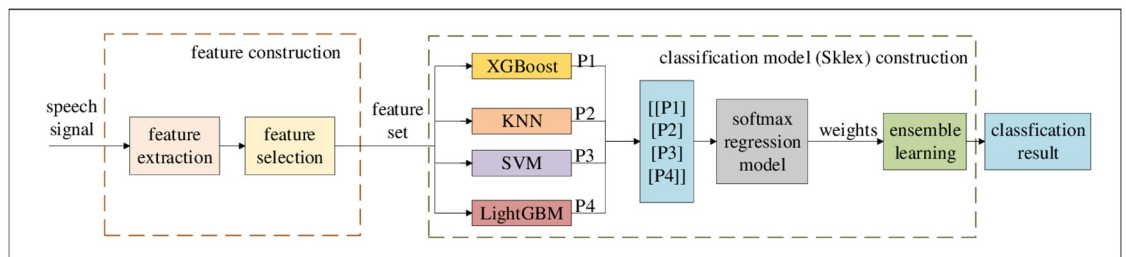 feature construction
speech
signal
feature
extraction
feature
selection
feature
set
classification model (Sklex) construction
XGBoost
P1
KNN
P2
SVM
P3
LightGBM
P4
[[P1]
[P2]
[P3]
[P4]]
softmax
regression
model
weights
ensemble
learning
classfication
result